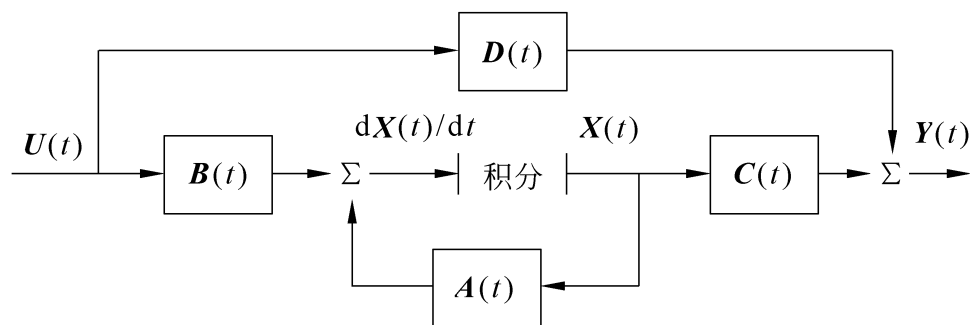 D(t)
dX(t)/dt
X(t)
U(t)
Y(t)
B(t)
Σ
积分
C(t)
Σ
A(t)